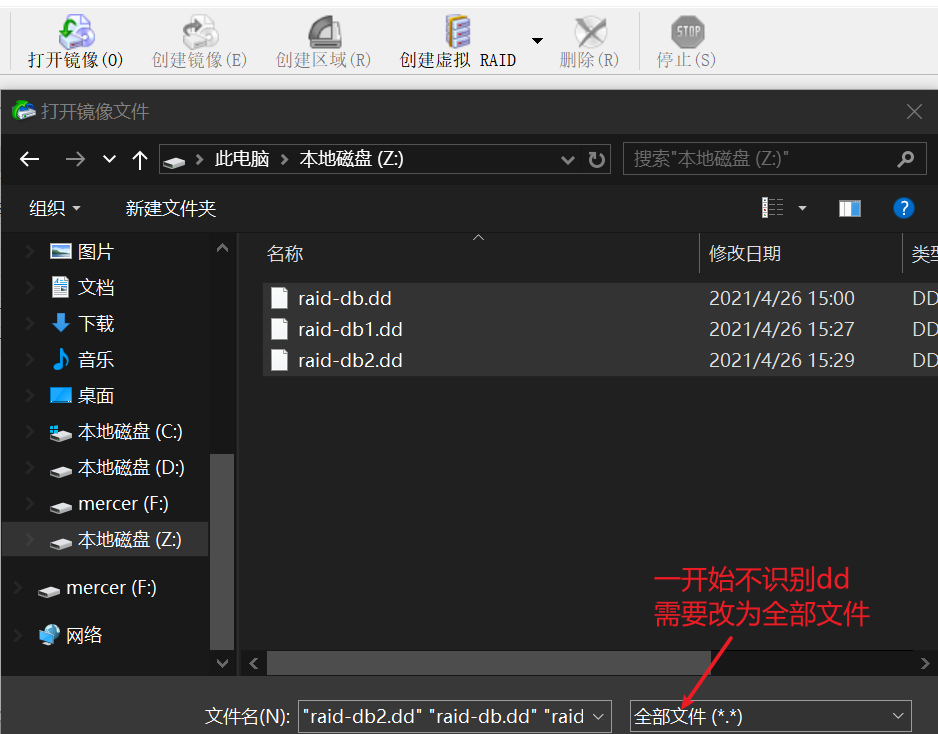 打开镜像(O) 创建镜像(E) 创建区域(R) 创建虚拟 RAID 删除(R) STOP 停止(S)
打开镜像文件
此电脑 本地磁盘 (Z:) 搜索"本地磁盘 (Z:)"
组织 新建文件夹 ?
名称 修改日期 类型
图片
raid-db.dd 2021/4/26 15:00 DD
文档
raid-db1.dd 2021/4/26 15:27 DD
下载
raid-db2.dd 2021/4/26 15:29 DD
音乐
桌面
本地磁盘 (C:)
本地磁盘 (D:)
mercer (F:)
本地磁盘 (Z:)
mercer (F:)
网络
一开始不识别dd
需要改为全部文件
文件名(N): "raid-db2.dd" "raid-db.dd" "raid 全部文件 (*.*)